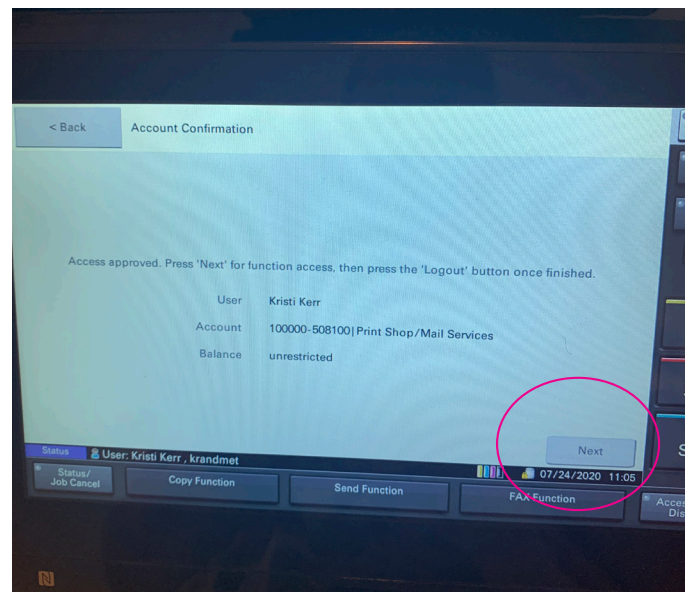 < Back
Account Confirmation
Access approved. Press 'Next' for function access, then press the 'Logout' button once finished.
User Kristi Kerr
Account 100000-508100|Print Shop/Mail Services
Balance unrestricted
Next
Status User: Kristi Kerr , krandmet
07/24/2020 11:05
Status/
Job Cancel
Copy Function
Send Function
FAX Function